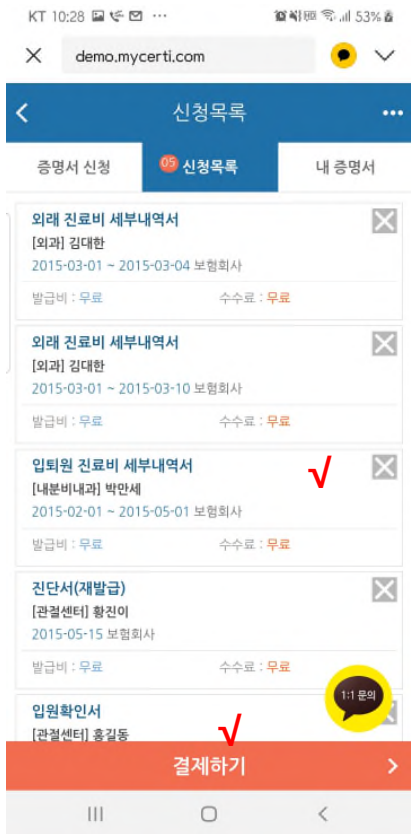 KT 10:28 53%
demo.mycerti.com
신청목록
증명서 신청 05 신청목록 내 증명서
외래 진료비 세부내역서
[외과] 김대한
2015-03-01 ~ 2015-03-04 보험회사
발급비 : 무료 수수료 : 무료
외래 진료비 세부내역서
[외과] 김대한
2015-03-01 ~ 2015-03-10 보험회사
발급비 : 무료 수수료 : 무료
입퇴원 진료비 세부내역서 √
[내분비내과] 박만세
2015-02-01 ~ 2015-05-01 보험회사
발급비 : 무료 수수료 : 무료
진단서(재발급)
[관절센터] 황진이
2015-05-15 보험회사
발급비 : 무료 수수료 : 무료
1:1 문의
입원확인서
[관절센터] 홍길동 √
결제하기